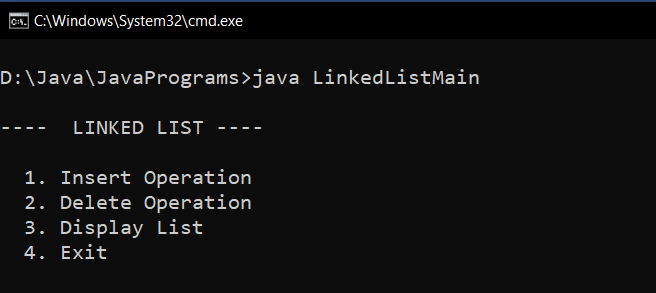 C:\Windows\System32\cmd.exe
D:\Java\JavaPrograms>java LinkedListMain
----  LINKED LIST ----
1. Insert Operation
2. Delete Operation
3. Display List
4. Exit